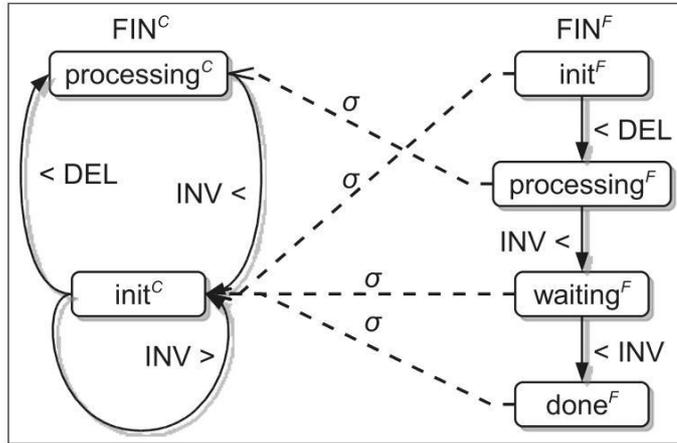 FIN^C
processing^C
< DEL
INV <
init^C
INV >
σ
σ
σ
σ
FIN^F
init^F
< DEL
processing^F
INV <
waiting^F
< INV
done^F